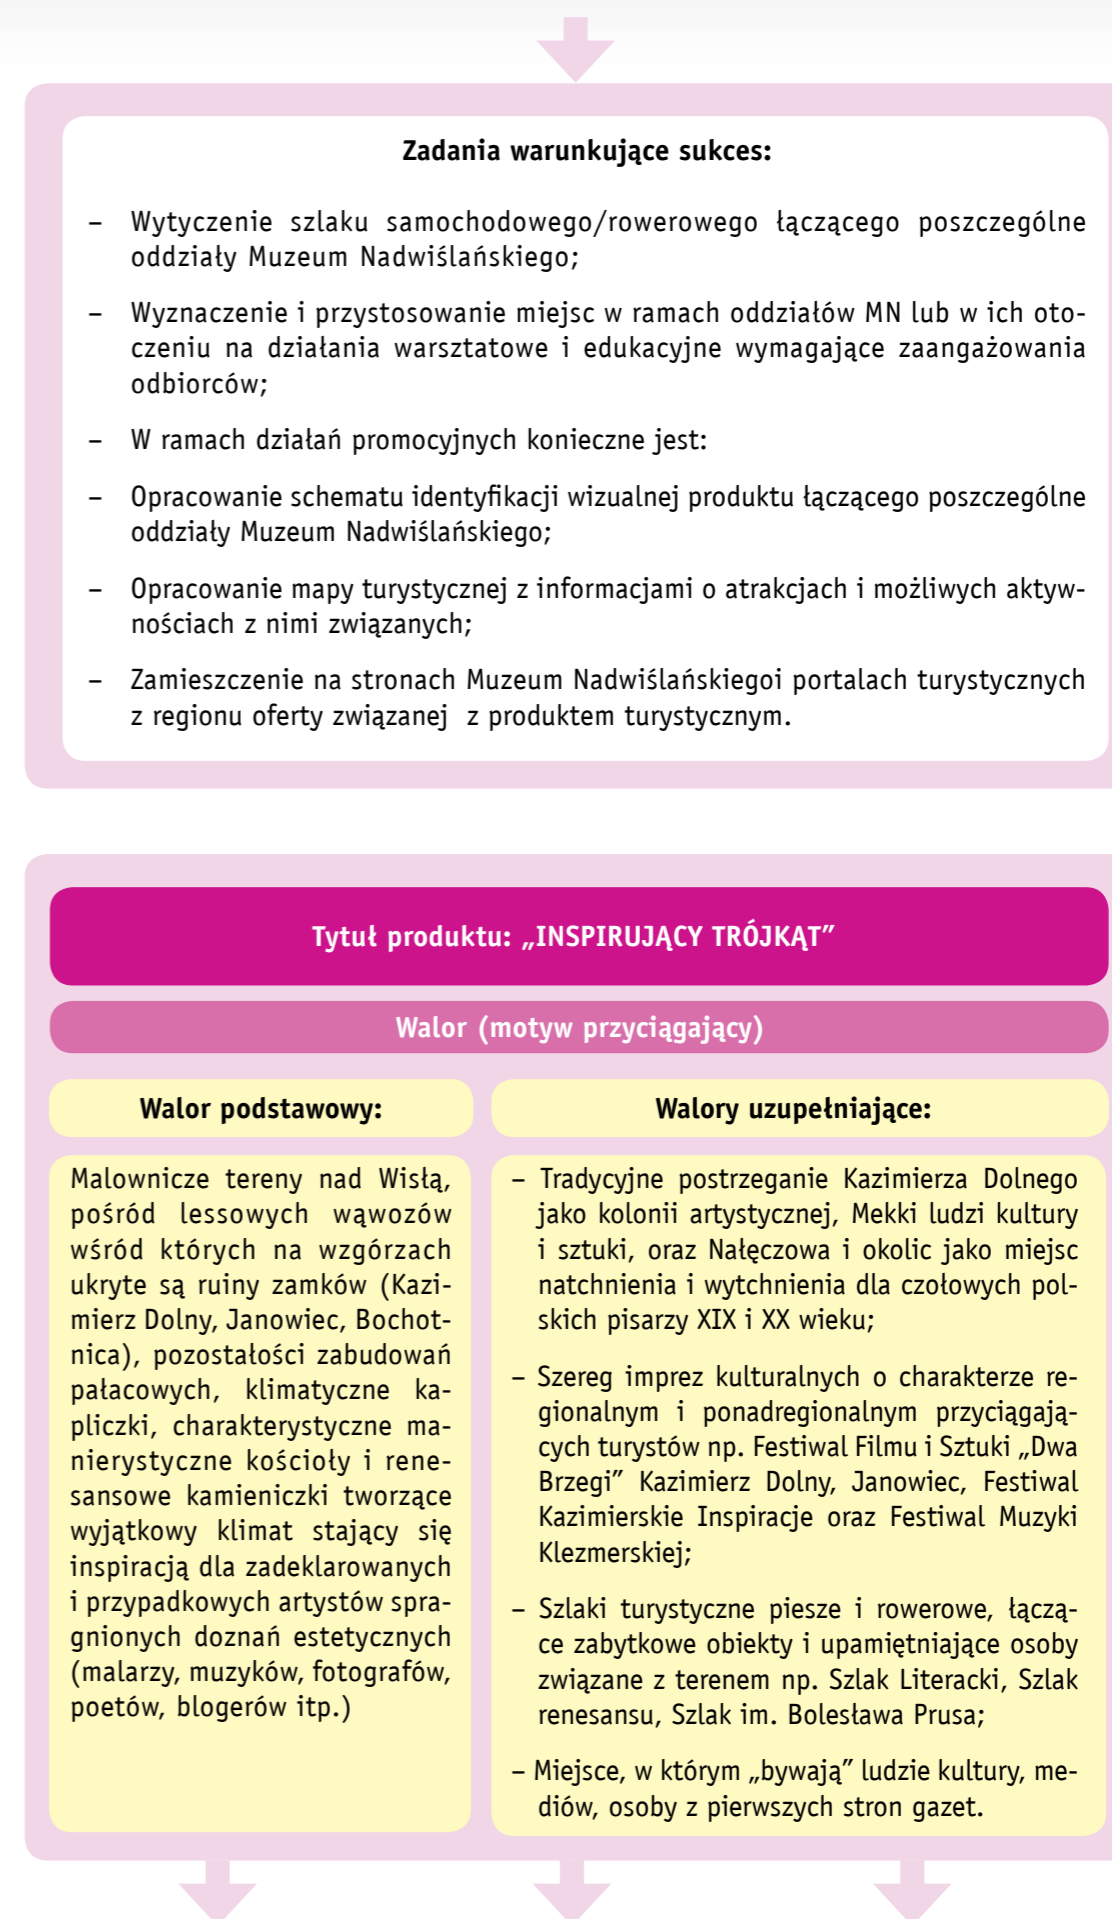 Zadania warunkujące sukces:
– Wytyczenie szlaku samochodowego/rowerowego łączącego poszczególne
oddziały Muzeum Nadwiślańskiego;
– Wyznaczenie i przystosowanie miejsc w ramach oddziałów MN lub w ich oto-
czeniu na działania warsztatowe i edukacyjne wymagające zaangażowania
odbiorców;
– W ramach działań promocyjnych konieczne jest:
– Opracowanie schematu identyfikacji wizualnej produktu łączącego poszczególne
oddziały Muzeum Nadwiślańskiego;
– Opracowanie mapy turystycznej z informacjami o atrakcjach i możliwych aktyw-
nościach z nimi związanych;
– Zamieszczenie na stronach Muzeum Nadwiślańskiegoi portalach turystycznych
z regionu oferty związanej z produktem turystycznym.
Tytuł produktu: „INSPIRUJĄCY TRÓJKĄT”
Walor (motyw przyciągający)
Walor podstawowy:
Malownicze tereny nad Wisłą,
pośród lessowych wąwozów
wśród których na wzgórzach
ukryte są ruiny zamków (Kazi-
mierz Dolny, Janowiec, Bochot-
nica), pozostałości zabudowań
pałacowych, klimatyczne ka-
pliczki, charakterystyczne ma-
nierystyczne kościoły i rene-
sansowe kamieniczki tworzące
wyjątkowy klimat stający się
inspiracją dla zadeklarowanych
i przypadkowych artystów spra-
gnionych doznań estetycznych
(malarzy, muzyków, fotografów,
poetów, blogerów itp.)
Walory uzupełniające:
– Tradycyjne postrzeganie Kazimierza Dolnego
jako kolonii artystycznej, Mekki ludzi kultury
i sztuki, oraz Nałęczowa i okolic jako miejsc
natchnienia i wytchnienia dla czołowych pol-
skich pisarzy XIX i XX wieku;
– Szereg imprez kulturalnych o charakterze re-
gionalnym i ponadregionalnym przyciągają-
cych turystów np. Festiwal Filmu i Sztuki „Dwa
Brzegi” Kazimierz Dolny, Janowiec, Festiwal
Kazimierskie Inspiracje oraz Festiwal Muzyki
Klezmerskiej;
– Szlaki turystyczne piesze i rowerowe, łączą-
ce zabytkowe obiekty i upamiętniające osoby
związane z terenem np. Szlak Literacki, Szlak
renesansu, Szlak im. Bolesława Prusa;
– Miejsce, w którym „bywają” ludzie kultury, me-
diów, osoby z pierwszych stron gazet.